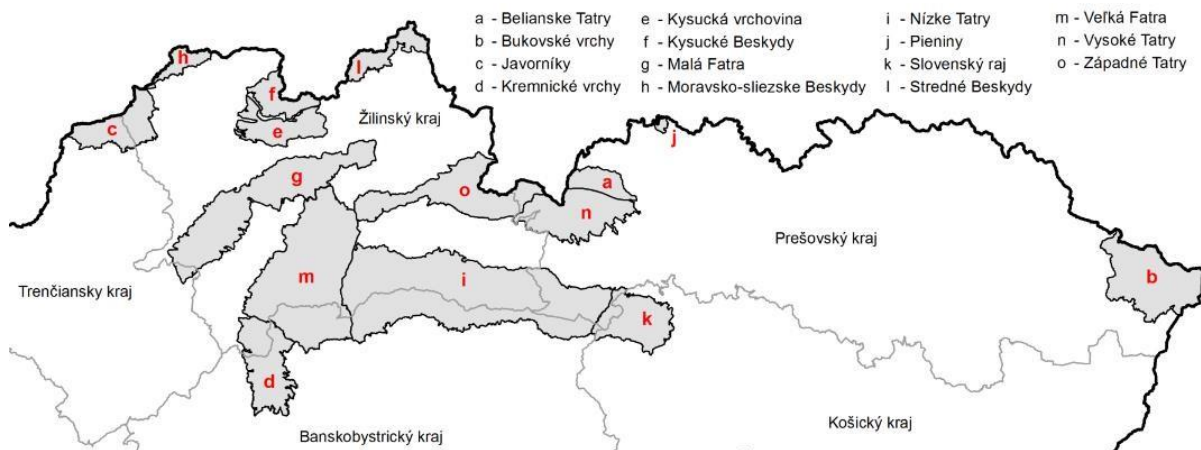 a - Belianske Tatry
b - Bukovské vrchy
c - Javorníky
d - Kremnické vrchy
e - Kysucká vrchovina
f - Kysucké Beskydy
g - Malá Fatra
h - Moravsko-sliezske Beskydy
i - Nízke Tatry
j - Pieniny
k - Slovenský raj
l - Stredné Beskydy
m - Veľká Fatra
n - Vysoké Tatry
o - Západné Tatry
h
l
f
c
e
Žilinský kraj
j
g
o
a
n
Prešovský kraj
Trenčiansky kraj
m
i
b
k
d
Banskobystrický kraj
Košický kraj